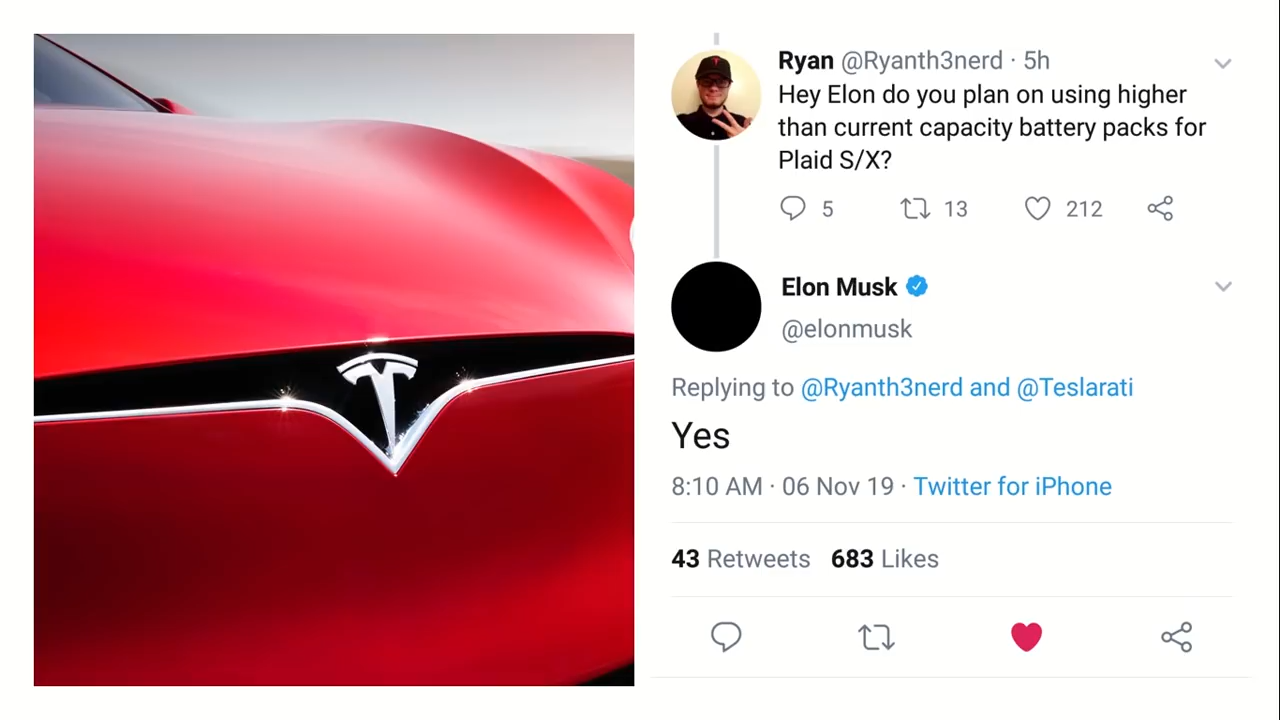 Ryan @Ryanth3nerd · 5h
Hey Elon do you plan on using higher
than current capacity battery packs for
Plaid S/X?
5 13 212
Elon Musk
@elonmusk
Replying to @Ryanth3nerd and @Teslarati
Yes
8:10 AM · 06 Nov 19 · Twitter for iPhone
43 Retweets 683 Likes